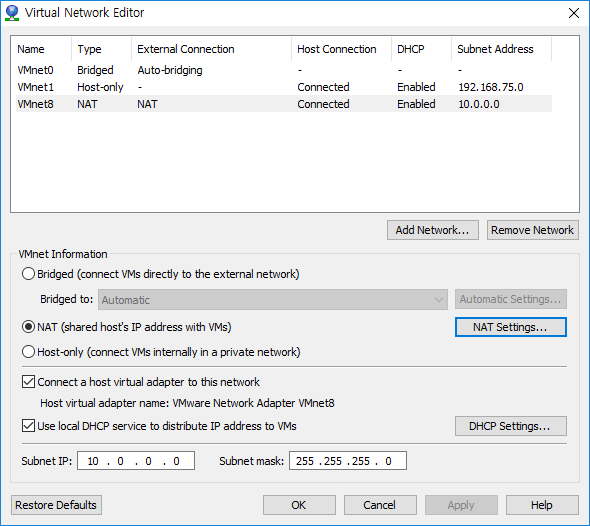 Virtual Network Editor
Name Type External Connection Host Connection DHCP Subnet Address
VMnet0 Bridged Auto-bridging - - -
VMnet1 Host-only - Connected Enabled 192.168.75.0
VMnet8 NAT NAT Connected Enabled 10.0.0.0
Add Network... Remove Network
VMnet Information
Bridged (connect VMs directly to the external network)
Bridged to: Automatic Automatic Settings...
NAT (shared host's IP address with VMs) NAT Settings...
Host-only (connect VMs internally in a private network)
Connect a host virtual adapter to this network
Host virtual adapter name: VMware Network Adapter VMnet8
Use local DHCP service to distribute IP address to VMs DHCP Settings...
Subnet IP: 10 . 0 . 0 . 0 Subnet mask: 255 .255 .255 . 0
Restore Defaults OK Cancel Apply Help